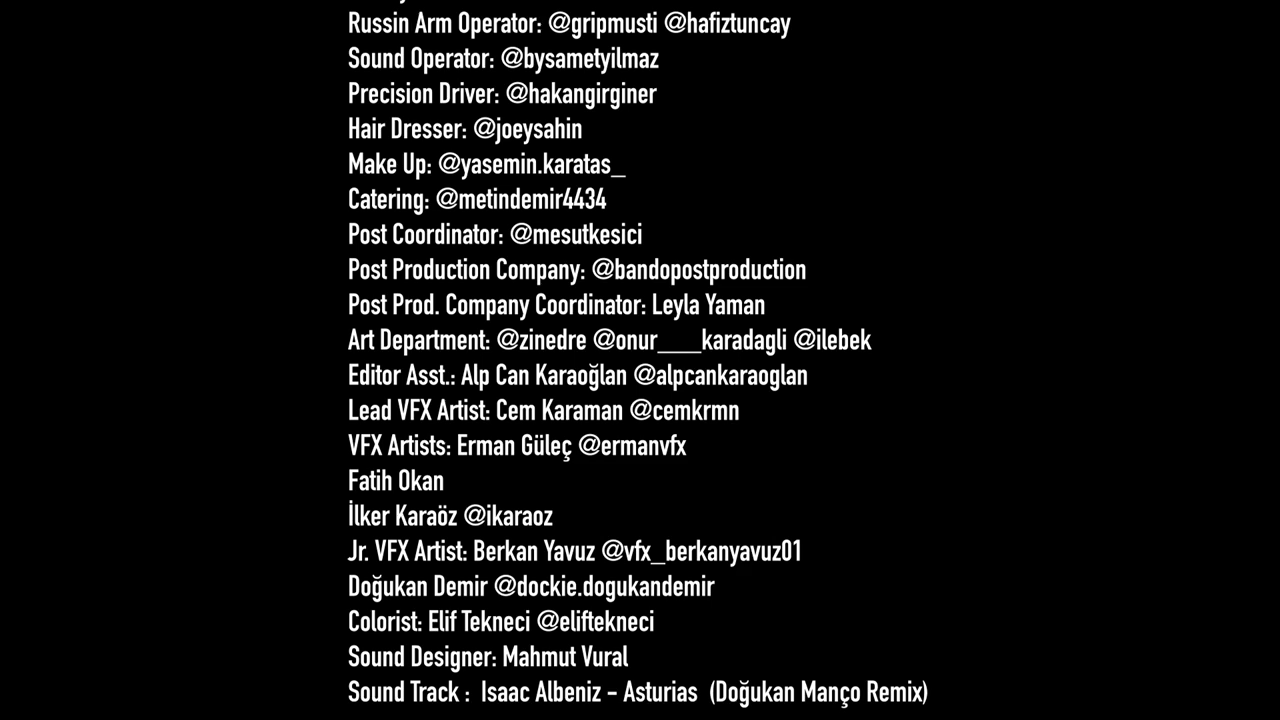 Russin Arm Operator: @gripmusti @hafiztuncay
Sound Operator: @bysametyilmaz
Precision Driver: @hakangirginer
Hair Dresser: @joeysahin
Make Up: @yasemin.karatas_
Catering: @metindemir4434
Post Coordinator: @mesutkesici
Post Production Company: @bandopostproduction
Post Prod. Company Coordinator: Leyla Yaman
Art Department: @zinedre @onur___karadagli @ilebek
Editor Asst.: Alp Can Karaoğlan @alpcankaraoglan
Lead VFX Artist: Cem Karaman @cemkrmn
VFX Artists: Erman Güleç @ermanvfx
Fatih Okan
İlker Karaöz @ikaraoz
Jr. VFX Artist: Berkan Yavuz @vfx_berkanyavuz01
Doğukan Demir @dockie.dogukandemir
Colorist: Elif Tekneci @eliftekneci
Sound Designer: Mahmut Vural
Sound Track : Isaac Albeniz - Asturias (Doğukan Manço Remix)